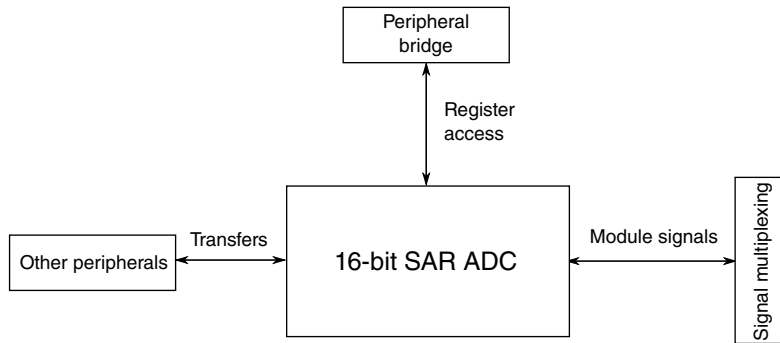 Peripheral
bridge
Register
access
Other peripherals
Transfers
16-bit SAR ADC
Module signals
Signal multiplexing